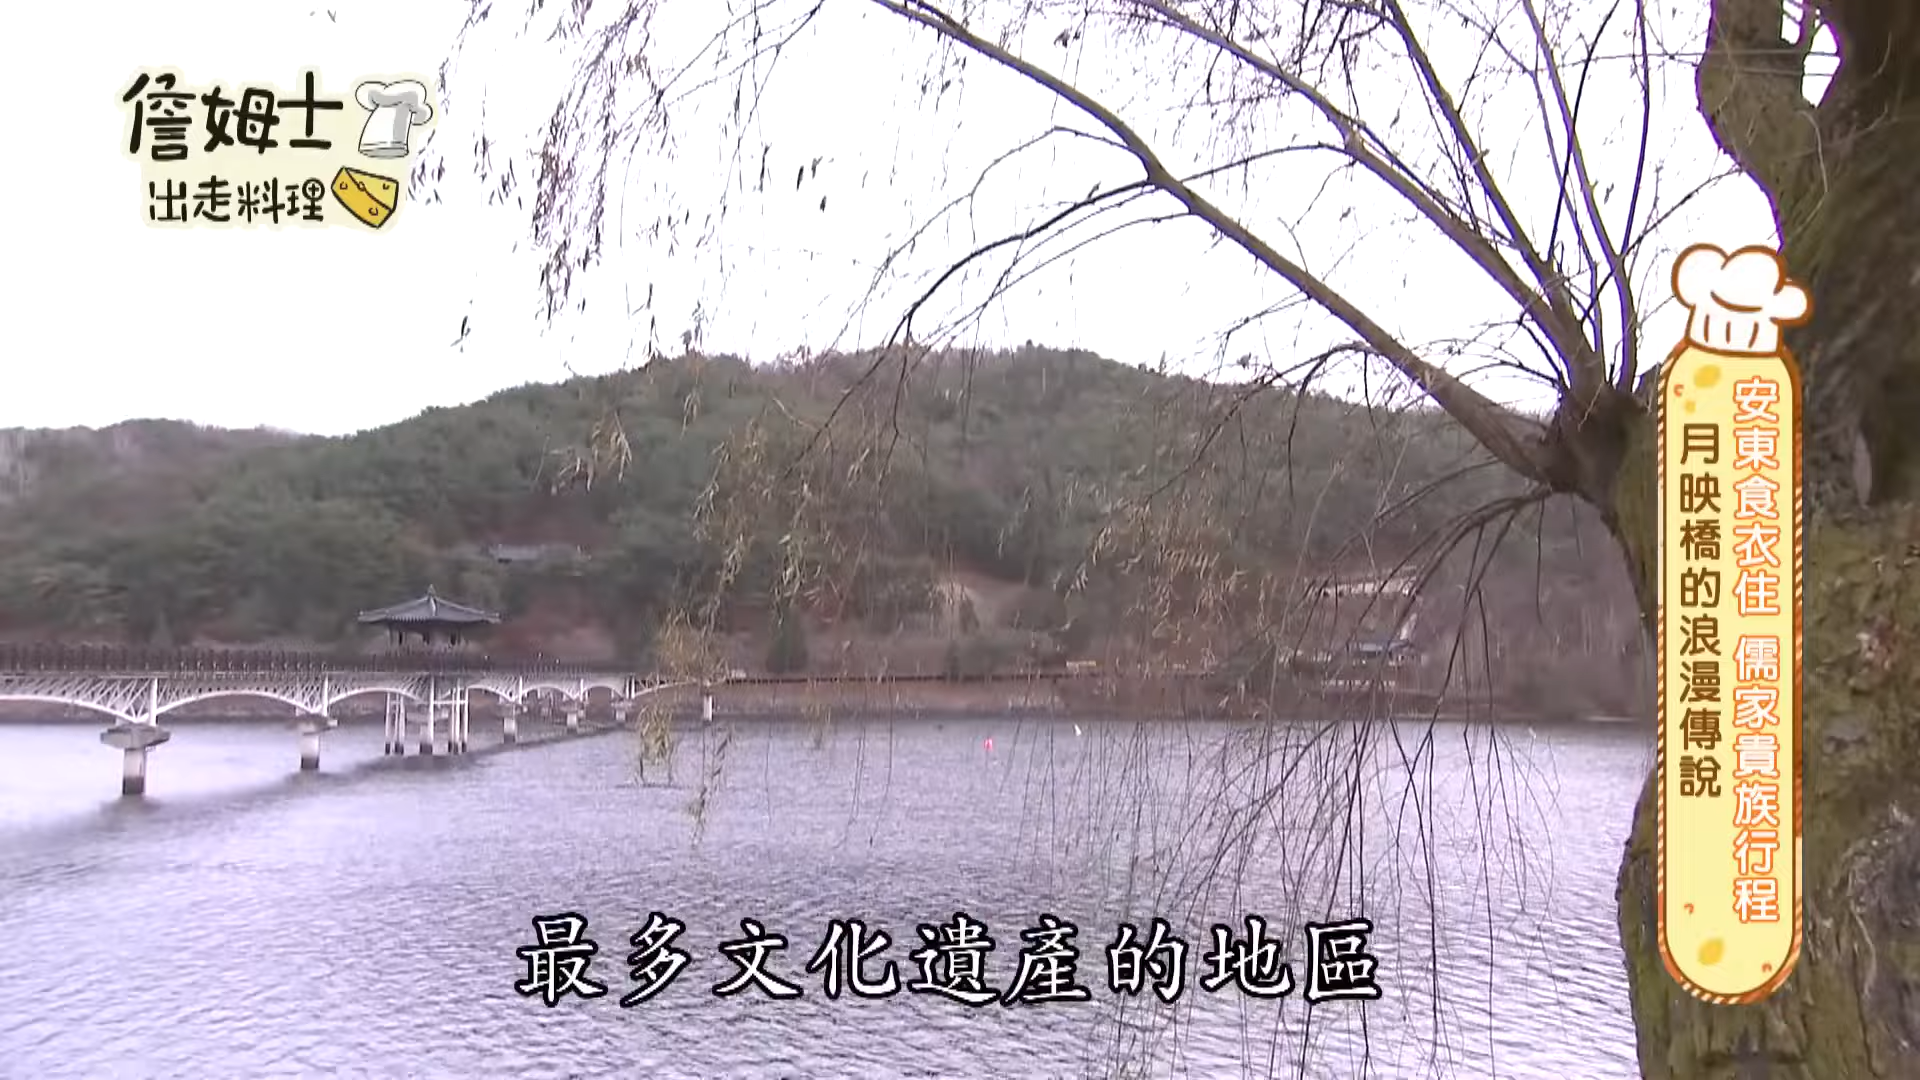 詹姆士
出走料理
安東食衣住 儒家貴族行程
月映橋的浪漫傳說
最多文化遺產的地區